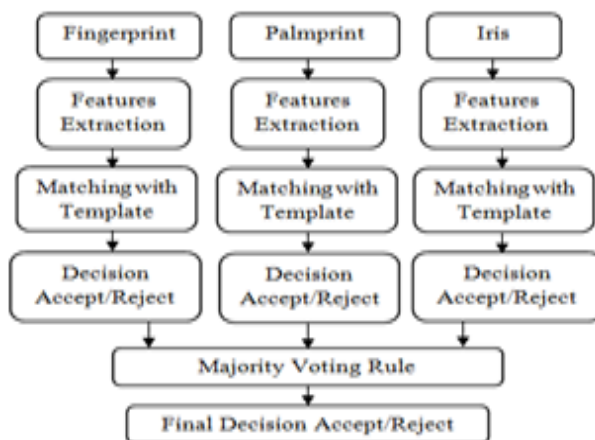 Fingerprint
Palmprint
Iris
Features
Extraction
Features
Extraction
Features
Extraction
Matching with
Template
Matching with
Template
Matching with
Template
Decision
Accept/Reject
Decision
Accept/Reject
Decision
Accept/Reject
Majority Voting Rule
Final Decision Accept/Reject